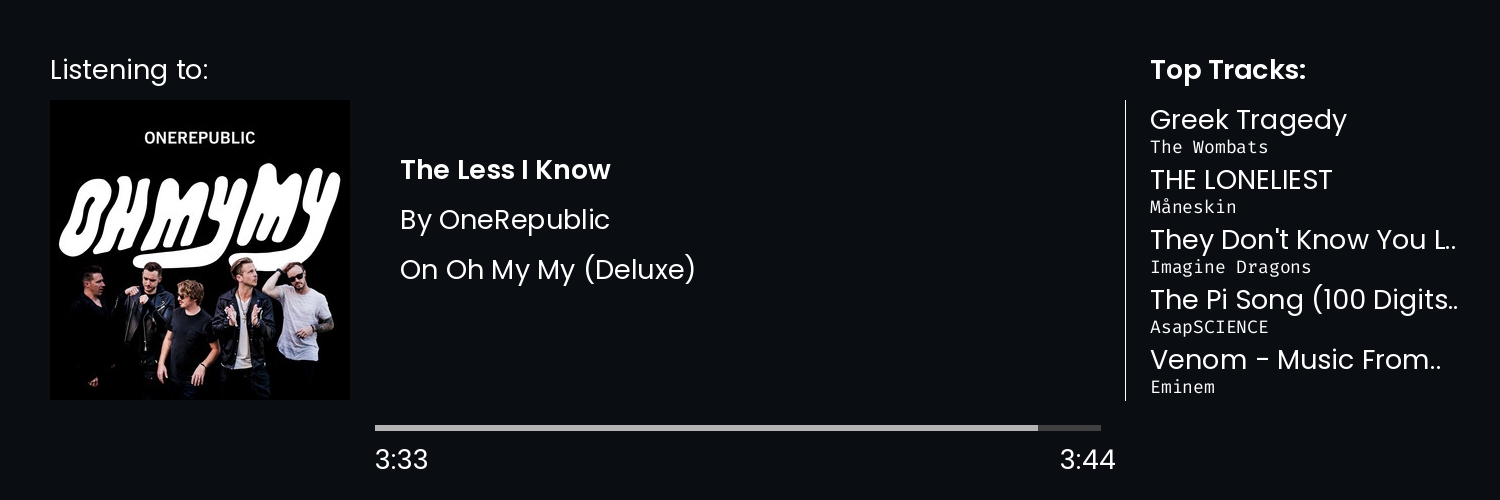 Listening to:
ONEREPUBLIC
OH MY MY
The Less I Know
By OneRepublic
On Oh My My (Deluxe)
3:33
3:44
Top Tracks:
Greek Tragedy
The Wombats
THE LONELIEST
Måneskin
They Don't Know You L..
Imagine Dragons
The Pi Song (100 Digits..
AsapSCIENCE
Venom - Music From..
Eminem